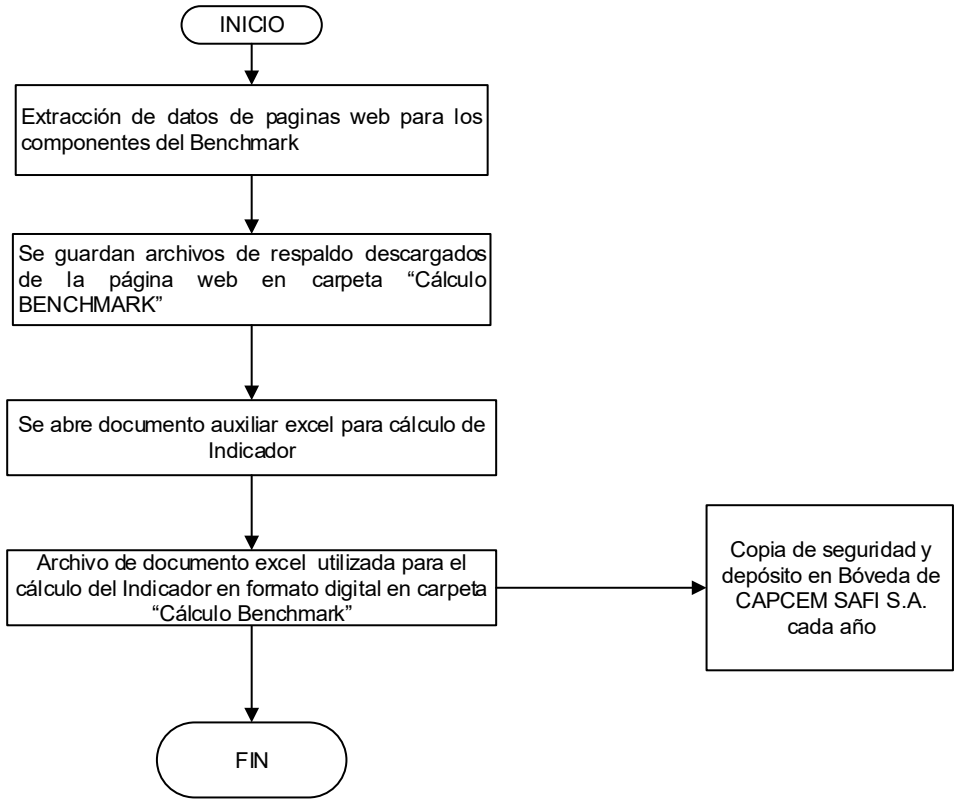 INICIO
Extracción de datos de paginas web para los
componentes del Benchmark
Se guardan archivos de respaldo descargados
de la página web en carpeta “Cálculo
BENCHMARK”
Se abre documento auxiliar excel para cálculo de
Indicador
Archivo de documento excel utilizada para el
cálculo del Indicador en formato digital en carpeta
“Cálculo Benchmark”
Copia de seguridad y
depósito en Bóveda de
CAPCEM SAFI S.A.
cada año
FIN